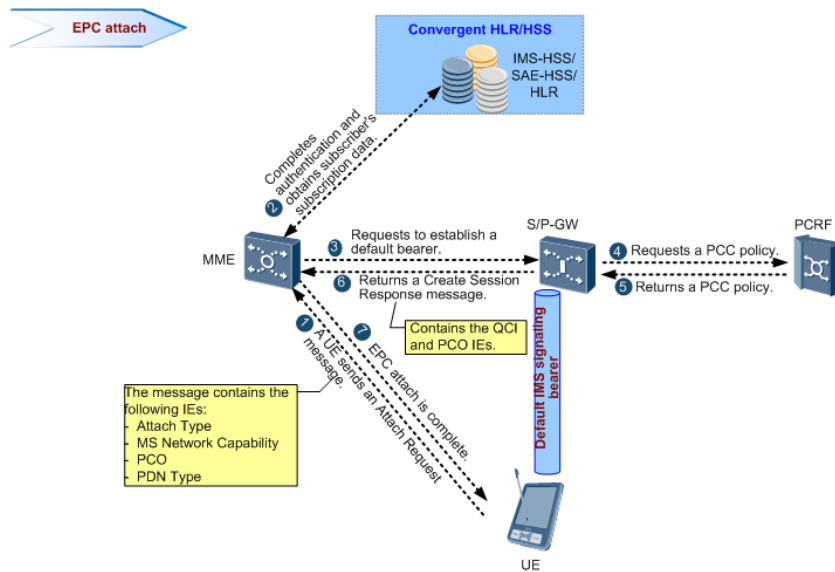 EPC attach
Convergent HLR/HSS
IMS-HSS/
SAE-HSS/
HLR
2
Completes
authentication and
obtains subscriber's
subscription data.
MME
3
Requests to establish a
default bearer.
6
Returns a Create Session
Response message.
Contains the QCI
and PCO IEs.
S/P-GW
4
Requests a PCC policy.
5
Returns a PCC policy.
PCRF
1
A UE sends an Attach Request
message.
7
EPC attach is complete.
The message contains the
following IEs:
- Attach Type
- MS Network Capability
- PCO
- PDN Type
Default IMS signaling
bearer
UE